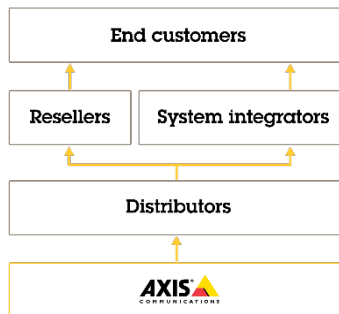 End customers
Resellers
System integrators
Distributors
AXIS
COMMUNICATIONS